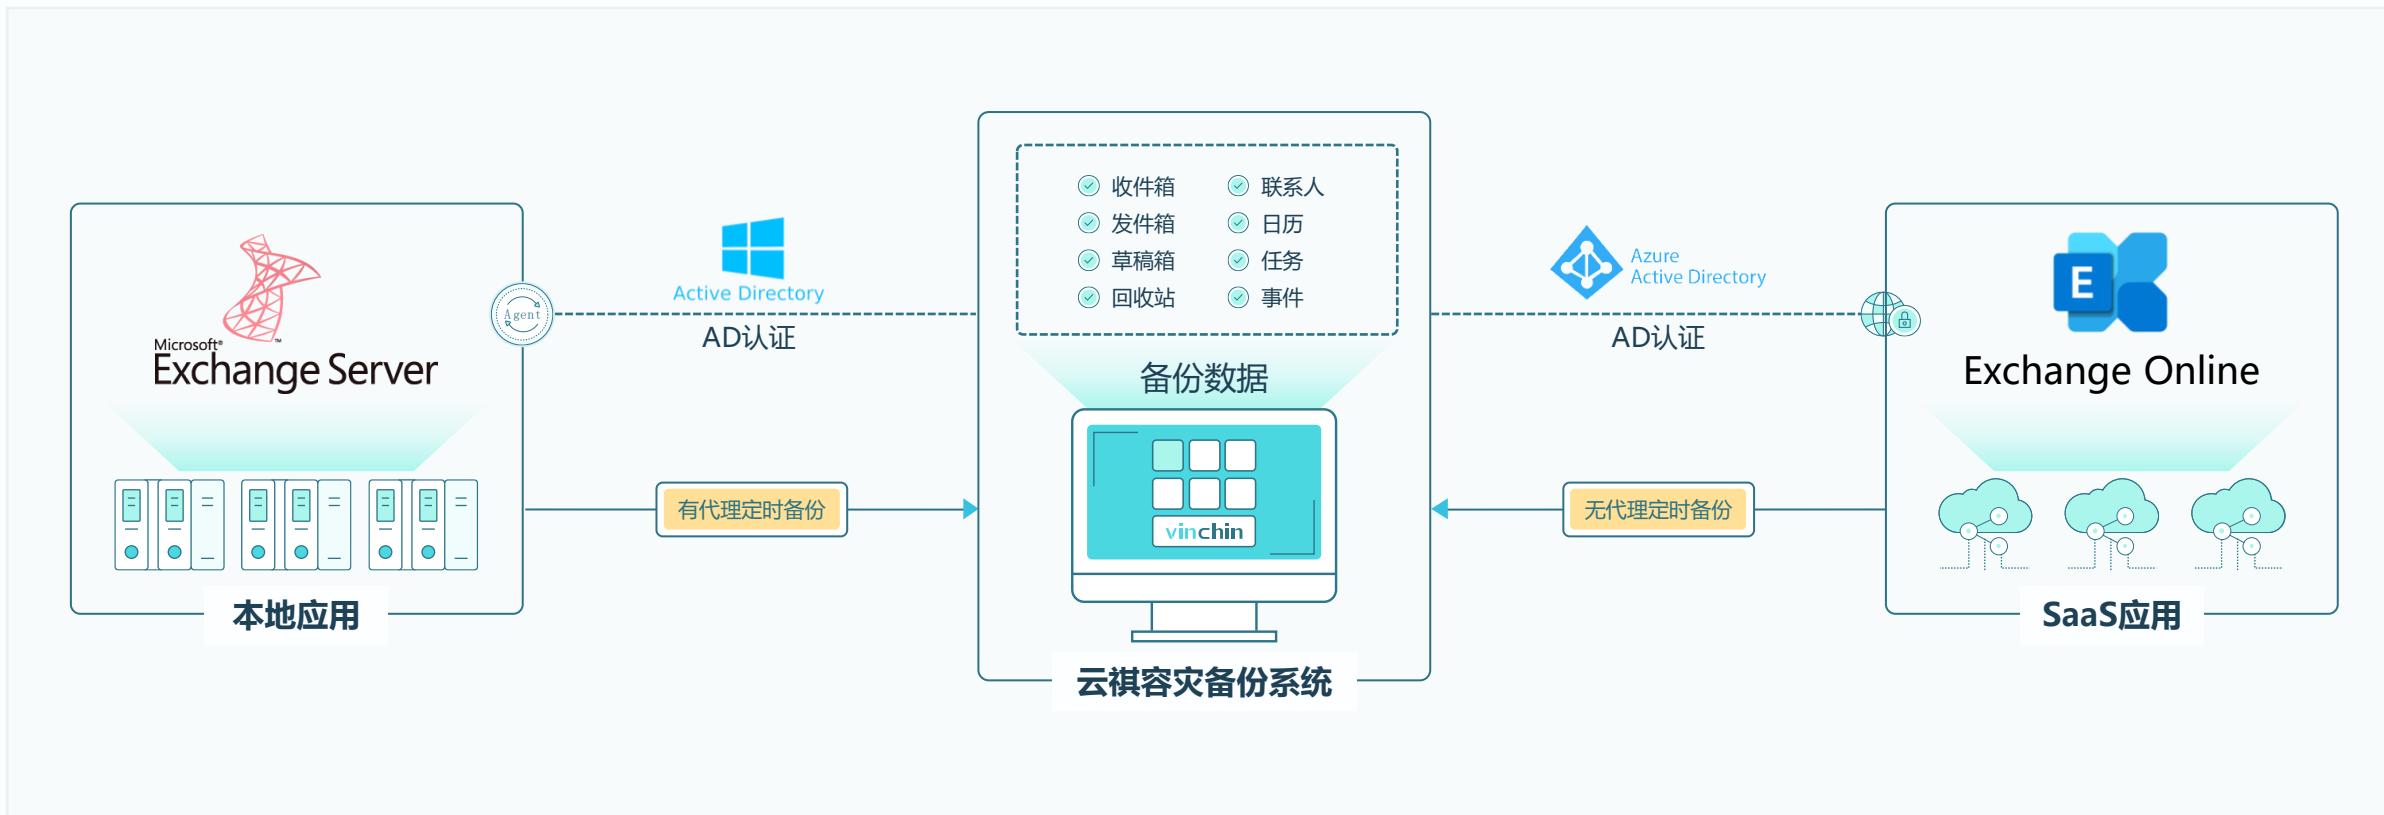 Microsoft®
Exchange Server
™
本地应用
Agent
Active Directory
AD认证
有代理定时备份
收件箱
联系人
发件箱
日历
草稿箱
任务
回收站
事件
备份数据
vinchin
云祺容灾备份系统
Azure
Active Directory
AD认证
无代理定时备份
E
Exchange Online
SaaS应用